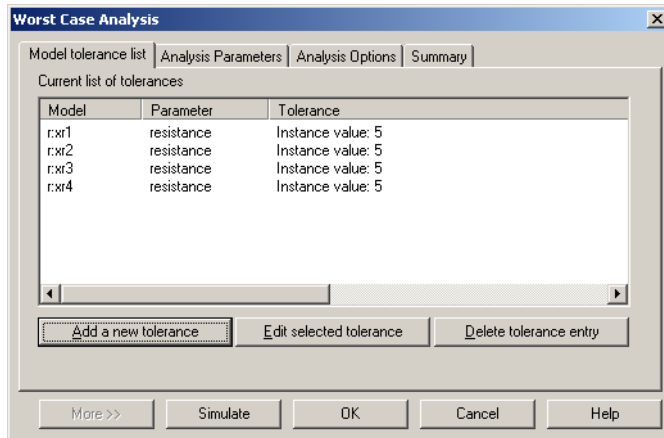 Worst Case Analysis
Model tolerance list Analysis Parameters Analysis Options Summary
Current list of tolerances
Model Parameter Tolerance
r:xr1 resistance Instance value: 5
r:xr2 resistance Instance value: 5
r:xr3 resistance Instance value: 5
r:xr4 resistance Instance value: 5
Add a new tolerance Edit selected tolerance Delete tolerance entry
More >> Simulate OK Cancel Help